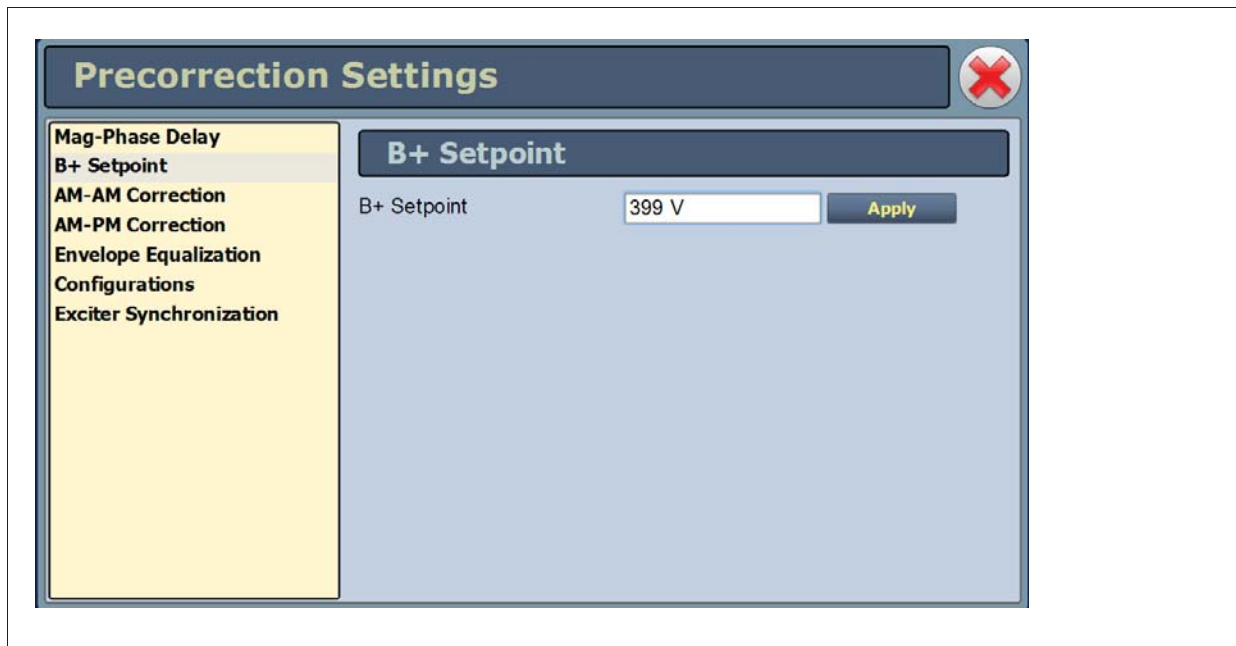 Precorrection Settings
Mag-Phase Delay
B+ Setpoint
AM-AM Correction
AM-PM Correction
Envelope Equalization
Configurations
Exciter Synchronization
B+ Setpoint
B+ Setpoint 399 V Apply